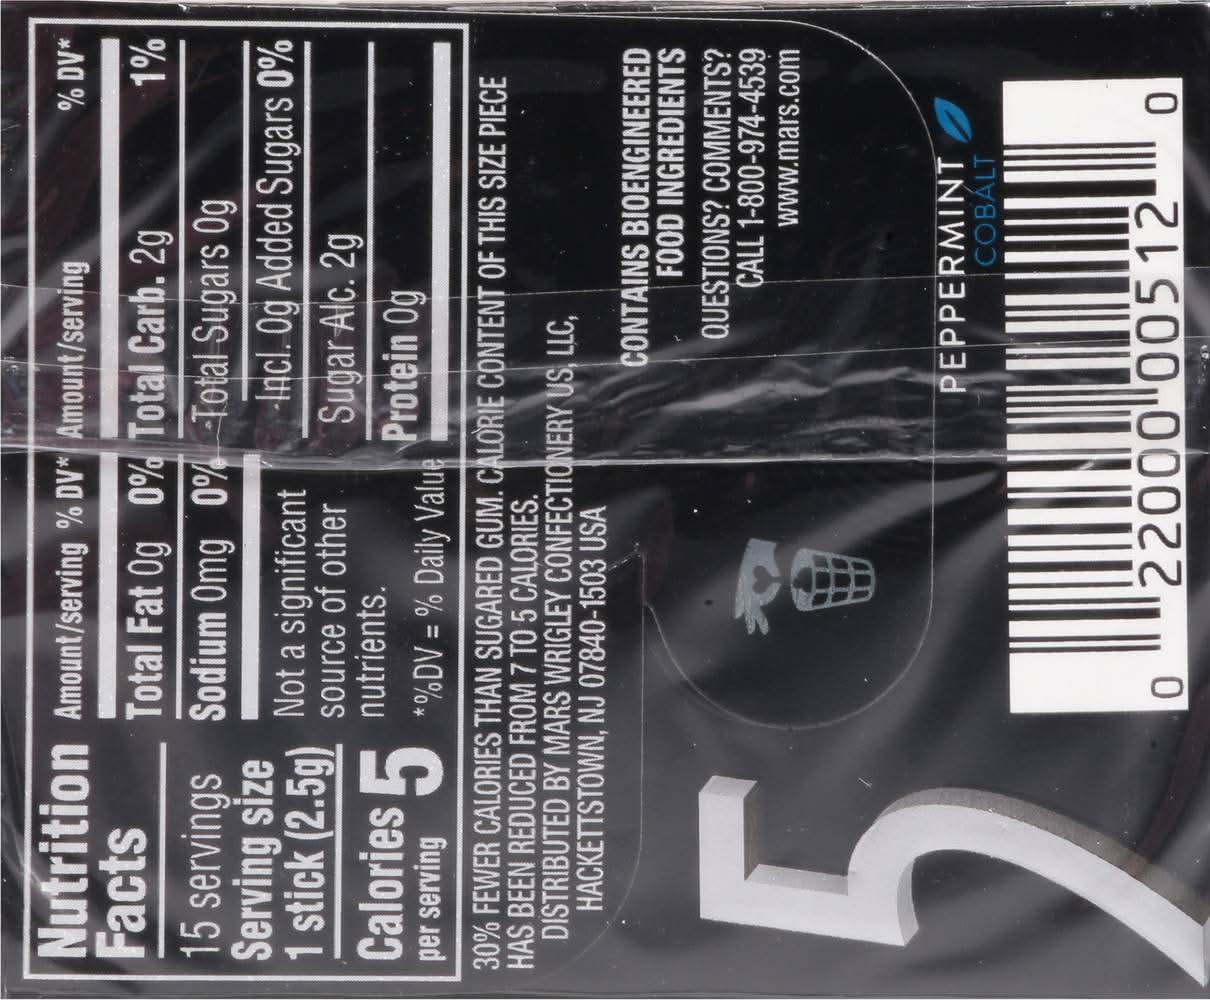 Nutrition
Facts
15 servings
Serving size
1 stick (2.5g)
Calories 5
per serving
Amount/serving % DV*
Total Fat 0g 0%
Sodium 0mg 0%
Not a significant
source of other
nutrients.
*%DV = % Daily Value
Amount/serving % DV*
Total Carb. 2g 1%
Total Sugars 0g
Incl. 0g Added Sugars 0%
Sugar Alc. 2g
Protein 0g
30% FEWER CALORIES THAN SUGARED GUM. CALORIE CONTENT OF THIS SIZE PIECE
HAS BEEN REDUCED FROM 7 TO 5 CALORIES.
DISTRIBUTED BY MARS WRIGLEY CONFECTIONERY US, LLC,
HACKETTSTOWN, NJ 07840-1503 USA
CONTAINS BIOENGINEERED
FOOD INGREDIENTS
QUESTIONS? COMMENTS?
CALL 1-800-974-4539
www.mars.com
5
PEPPERMINT
COBALT
0 22000 00512 0